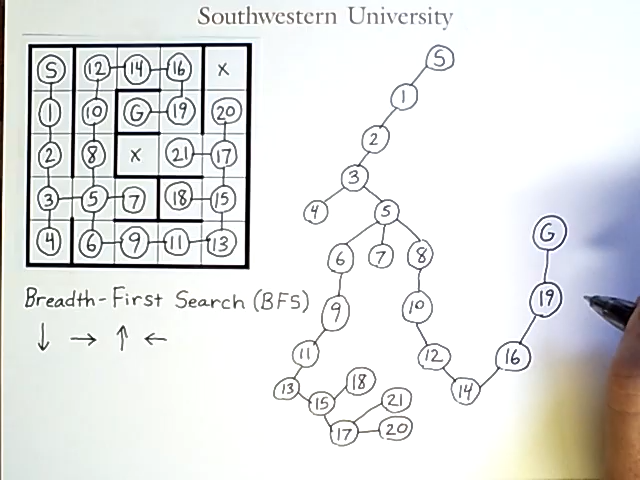 Southwestern University
S 12 14 16 X
1 10 G 19 20
2 8 X 21 17
3 5 7 18 15
4 6 9 11 13
Breadth-First Search (BFS)
↓ → ↑ ←
S
1
2
3
4 5
6 7 8 G
9 10 19
11 12 16
13 14
15 18
17 21
20